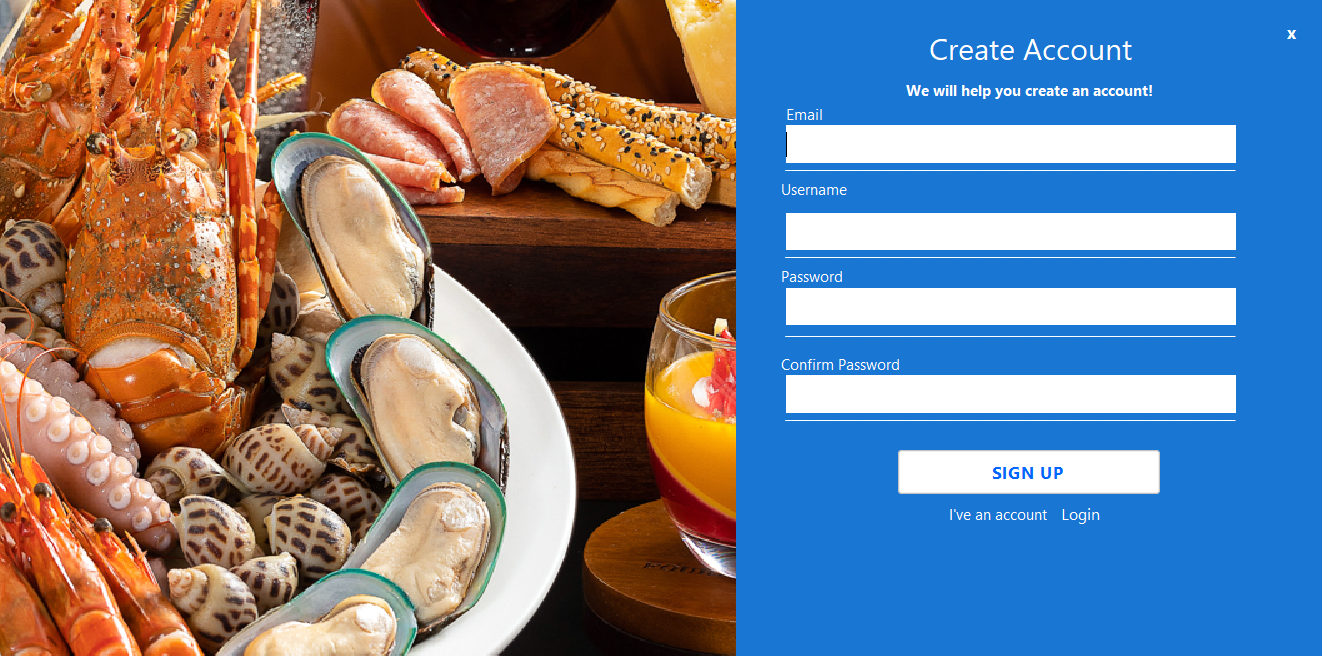 x
Create Account
We will help you create an account!
Email
Username
Password
Confirm Password
SIGN UP
I've an account Login